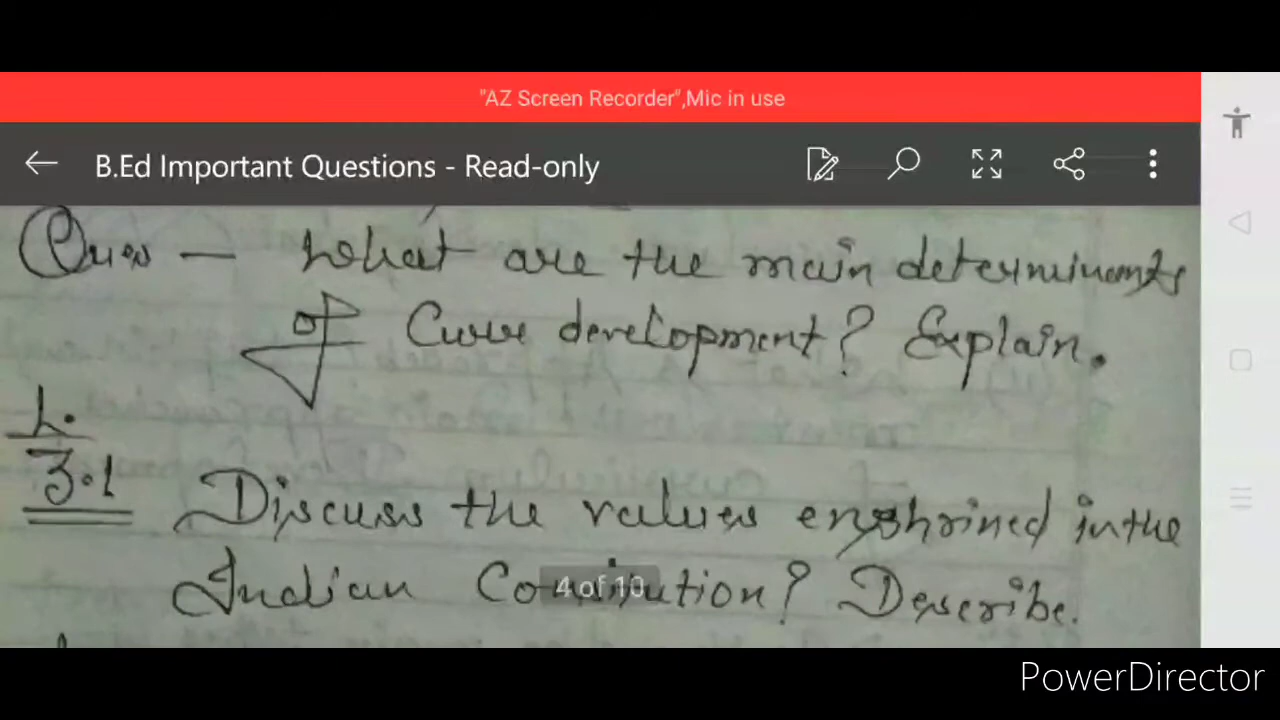 "AZ Screen Recorder",Mic in use
B.Ed Important Questions - Read-only
Ques — What are the main determinants
of Curr development? Explain.
L.
3.1
Discuss the values enshrined in the
Indian Constitution? Describe.
4 of 10
PowerDirector